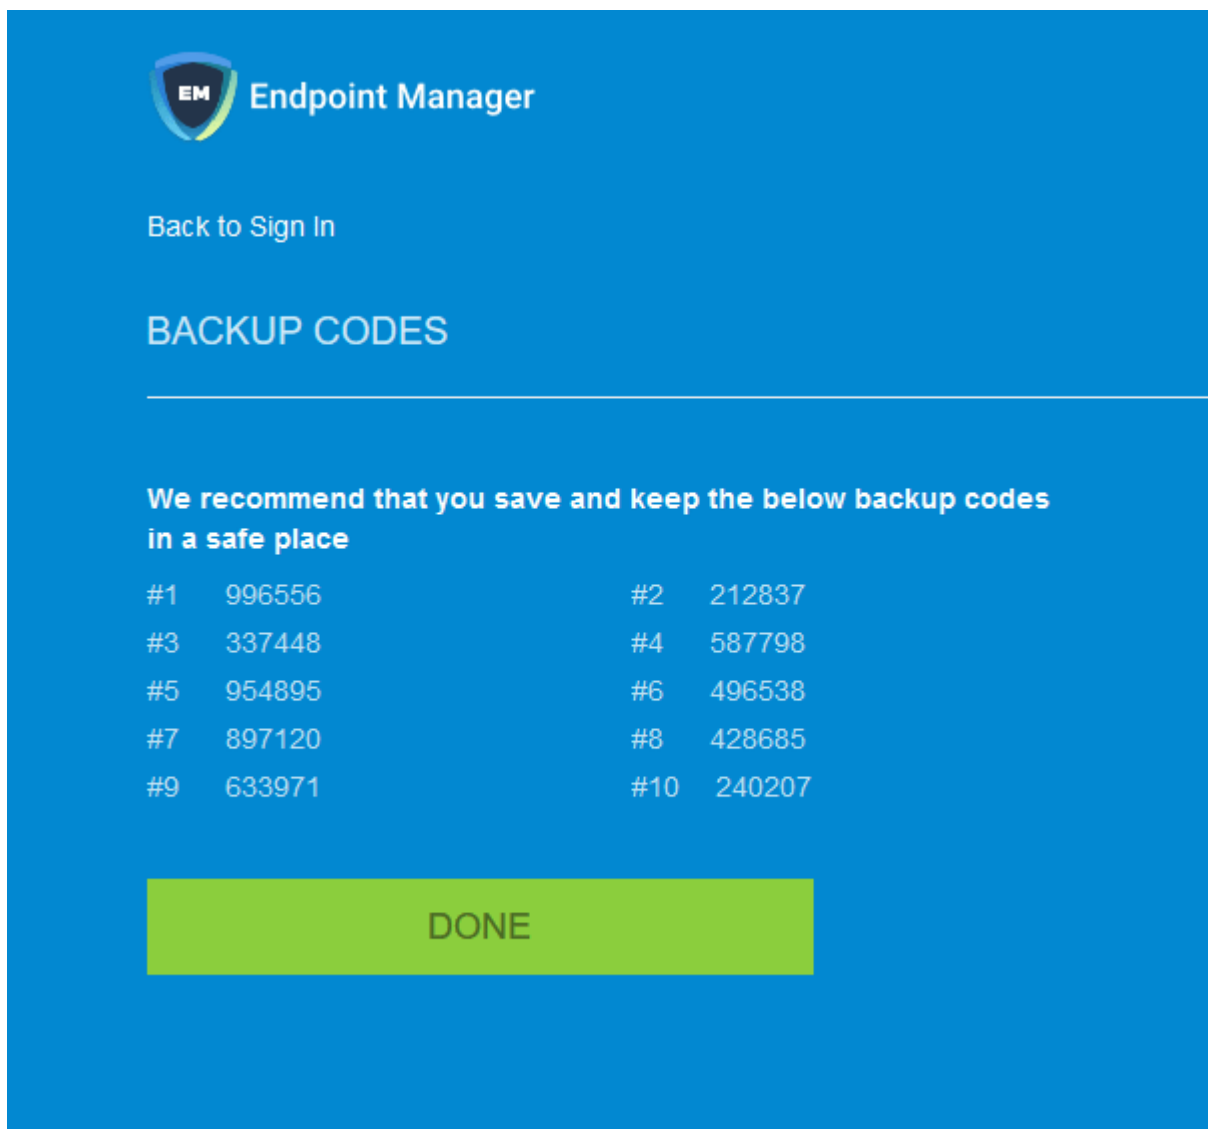 EM Endpoint Manager
Back to Sign In
BACKUP CODES
We recommend that you save and keep the below backup codes
in a safe place
#1 996556 #2 212837
#3 337448 #4 587798
#5 954895 #6 496538
#7 897120 #8 428685
#9 633971 #10 240207
DONE